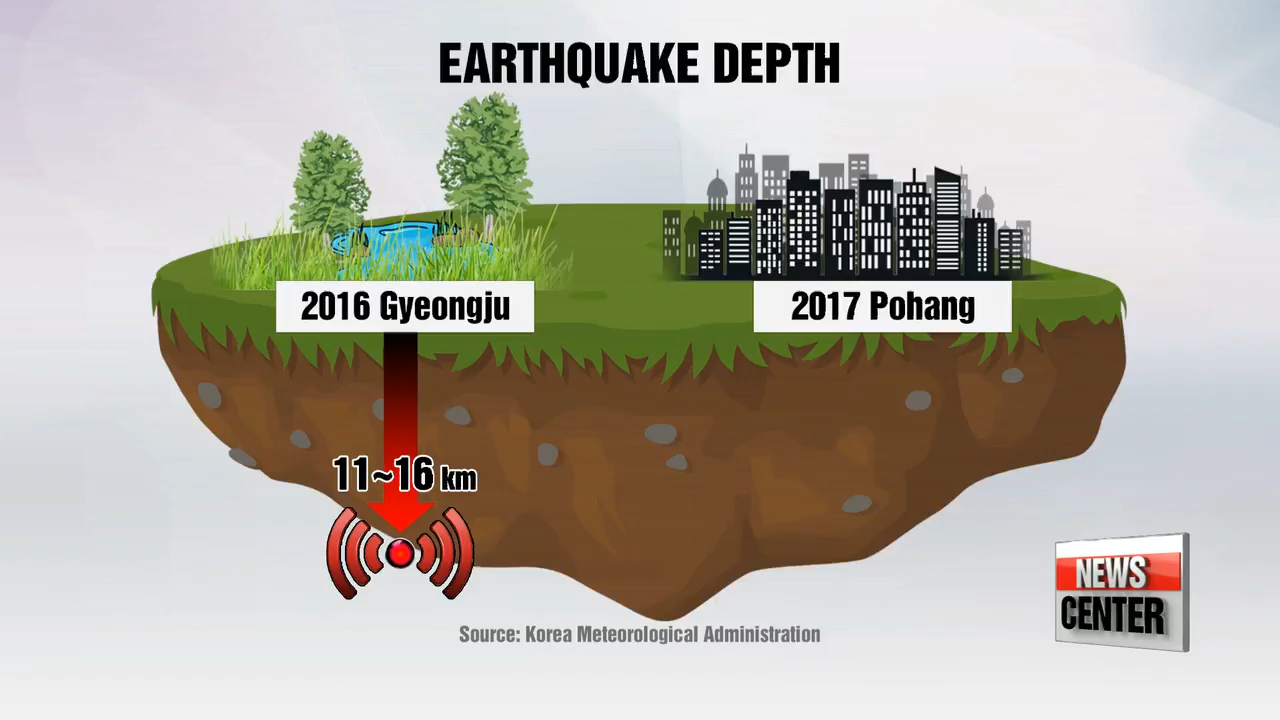 EARTHQUAKE DEPTH
2016 Gyeongju
2017 Pohang
11~16 km
Source: Korea Meteorological Administration
NEWS
CENTER